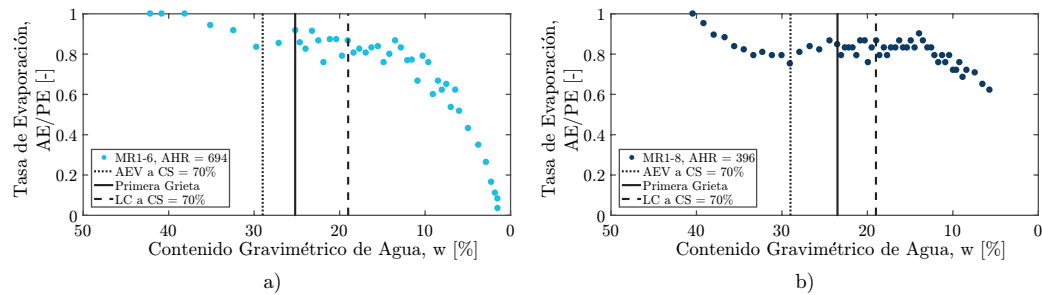 Tasa de Evaporación,
AE/PE [-]
1
0.8
0.6
0.4
0.2
0
MR1-6, AHR = 694
AEV a CS = 70%
Primera Grieta
LC a CS = 70%
50 40 30 20 10 0
Contenido Gravimétrico de Agua, w [%]
a)
Tasa de Evaporación,
AE/PE [-]
1
0.8
0.6
0.4
0.2
0
MR1-8, AHR = 396
AEV a CS = 70%
Primera Grieta
LC a CS = 70%
50 40 30 20 10 0
Contenido Gravimétrico de Agua, w [%]
b)